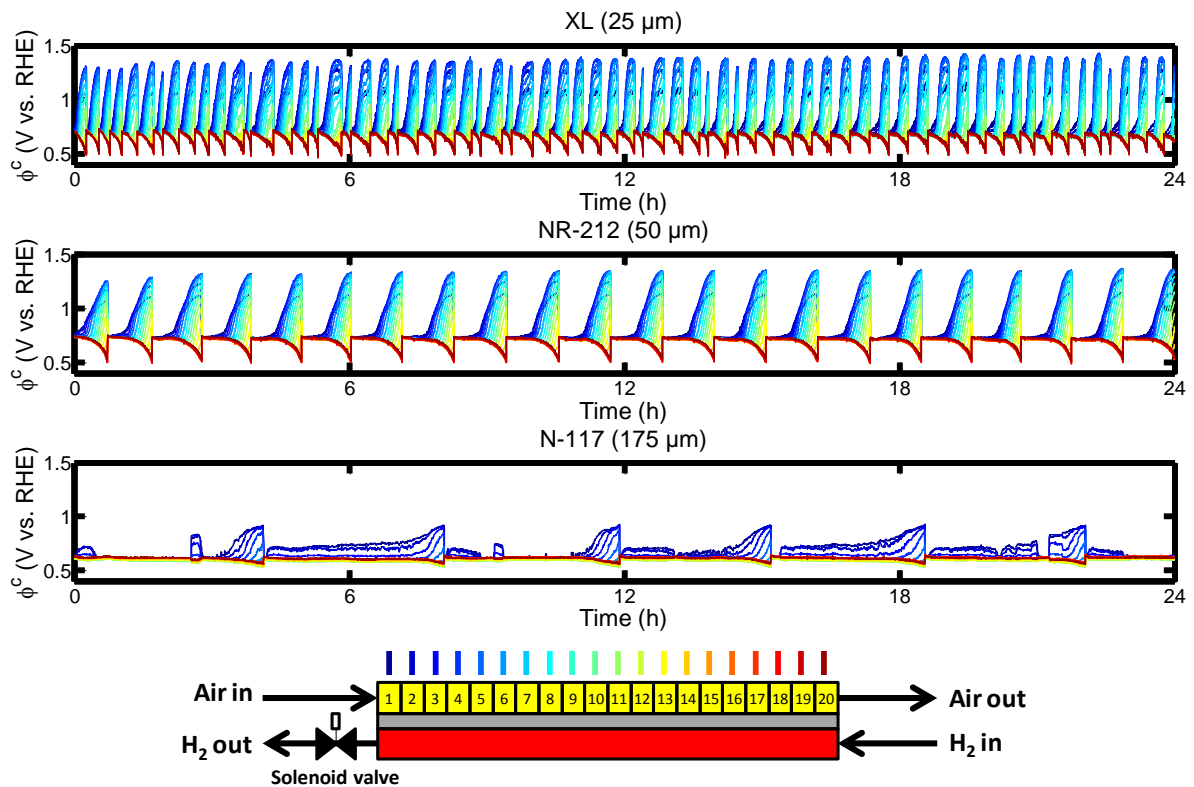 XL (25 µm)
ϕᶜ (V vs. RHE)
1.5
1
0.5
0 6 12 18 24
Time (h)
NR-212 (50 µm)
ϕᶜ (V vs. RHE)
1.5
1
0.5
0 6 12 18 24
Time (h)
N-117 (175 µm)
ϕᶜ (V vs. RHE)
1.5
1
0.5
0 6 12 18 24
Time (h)
Air in
1 2 3 4 5 6 7 8 9 10 11 12 13 14 15 16 17 18 19 20
Air out
H₂ out
H₂ in
Solenoid valve